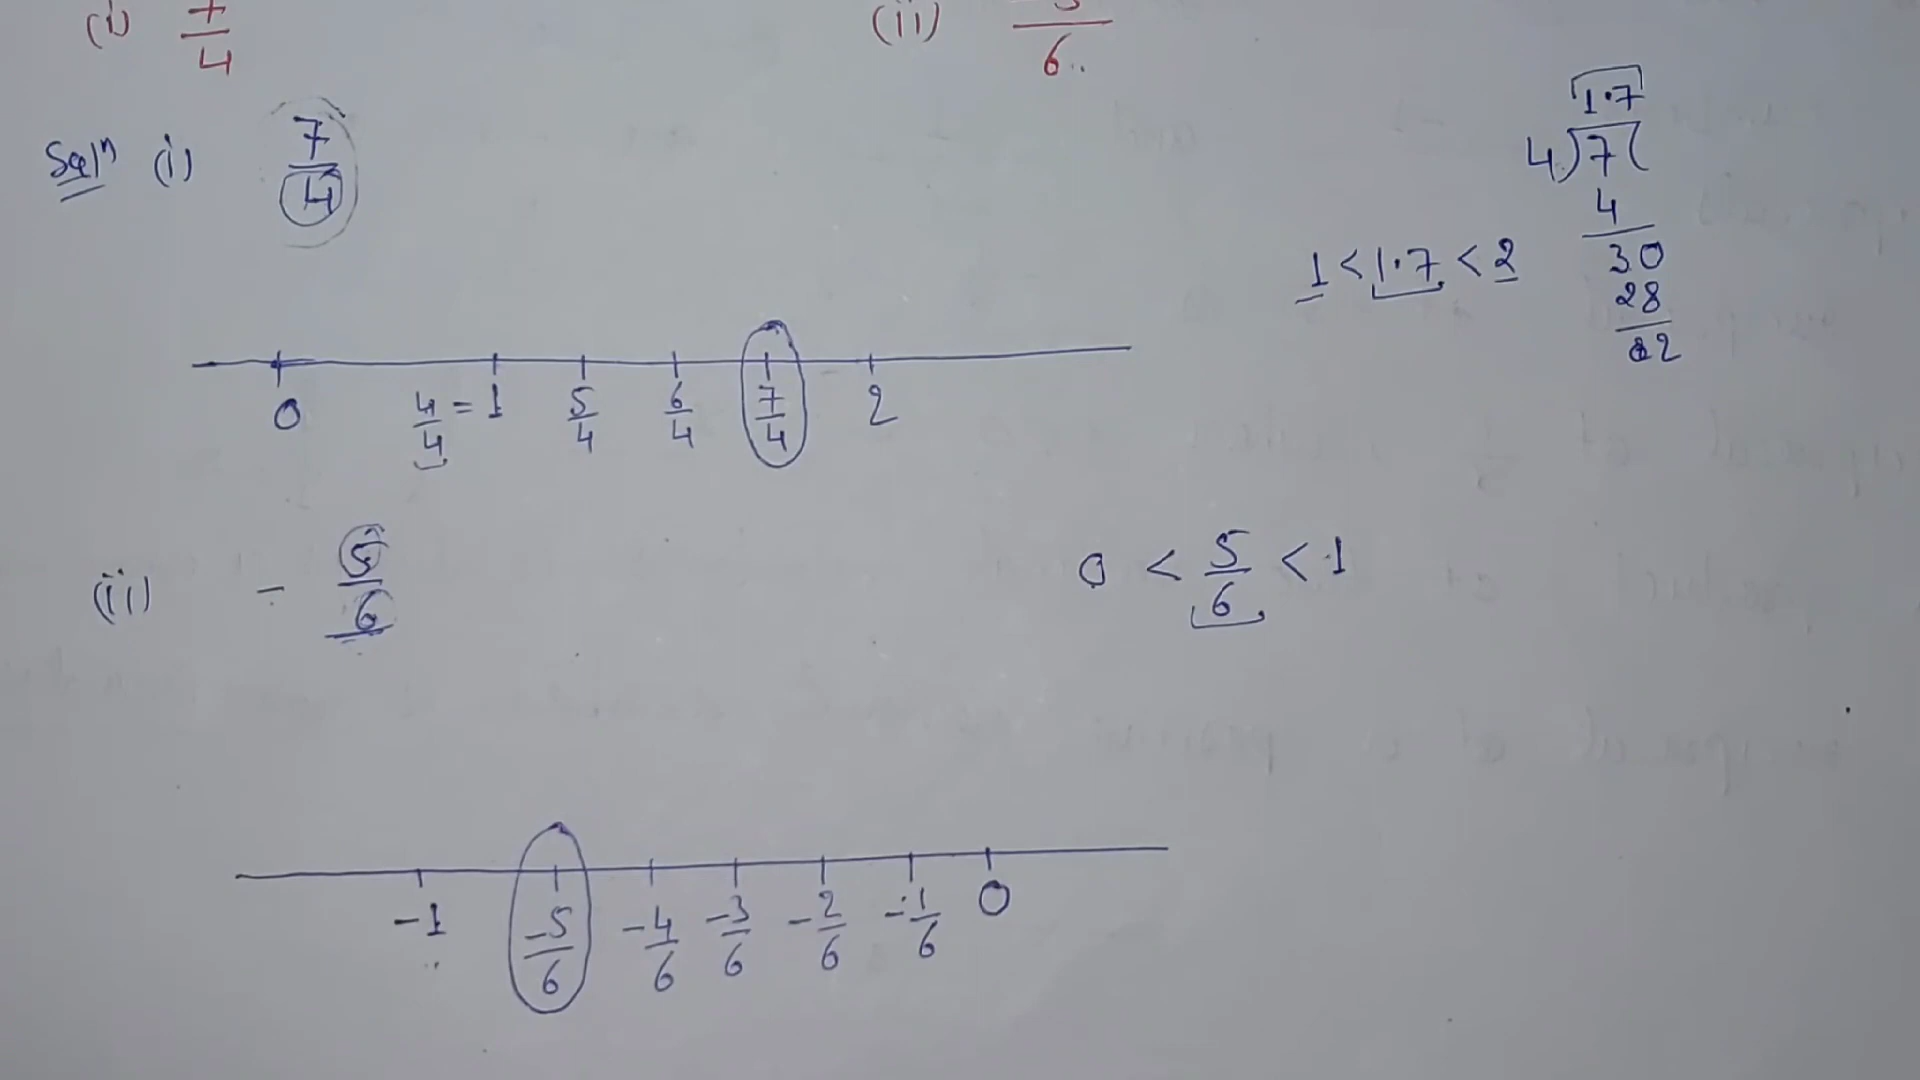 (i) 7/4 (ii) -5/6
Solⁿ (i) 7/4
1.7
4)7(
4
30
28
2
1 < 1.7 < 2
0 4/4 = 1 5/4 6/4 7/4 2
(ii) - 5/6
0 < 5/6 < 1
-1 -5/6 -4/6 -3/6 -2/6 -1/6 0